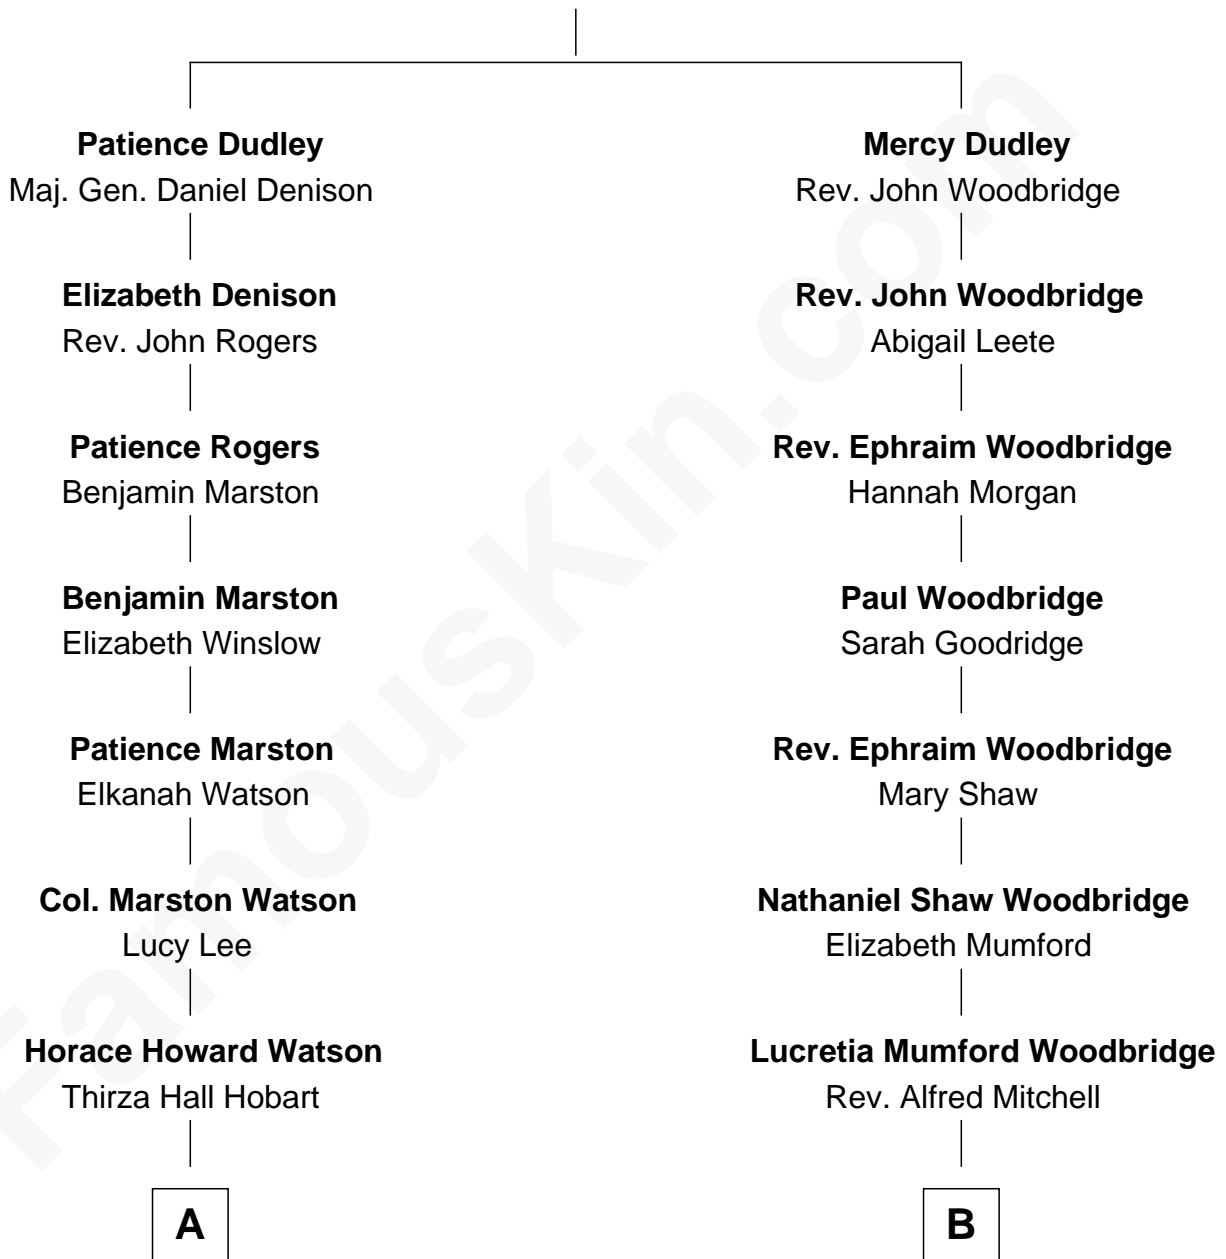 Patience Dudley
Maj. Gen. Daniel Denison
Elizabeth Denison
Rev. John Rogers
Patience Rogers
Benjamin Marston
Benjamin Marston
Elizabeth Winslow
Patience Marston
Elkanah Watson
Col. Marston Watson
Lucy Lee
Horace Howard Watson
Thirza Hall Hobart
A
Mercy Dudley
Rev. John Woodbridge
Rev. John Woodbridge
Abigail Leete
Rev. Ephraim Woodbridge
Hannah Morgan
Paul Woodbridge
Sarah Goodridge
Rev. Ephraim Woodbridge
Mary Shaw
Nathaniel Shaw Woodbridge
Elizabeth Mumford
Lucretia Mumford Woodbridge
Rev. Alfred Mitchell
B
FamousKin.com